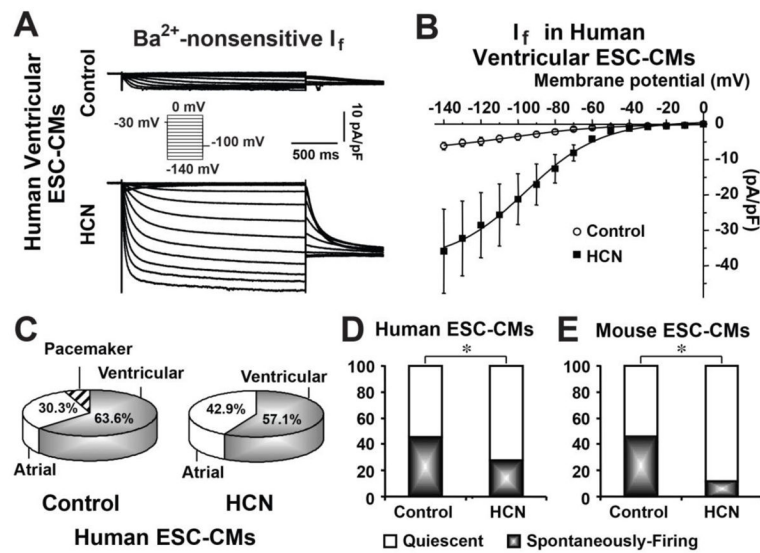 A
Ba2+-nonsensitive If
Human Ventricular
ESC-CMs
Control
HCN
0 mV
-30 mV
-100 mV
-140 mV
500 ms
10 pA/pF
B
If in Human
Ventricular ESC-CMs
Membrane potential (mV)
-140 -120 -100 -80 -60 -40 -20 0
0
-10
-20
-30
-40
(pA/pF)
Control
HCN
C
Pacemaker
Ventricular
30.3%
63.6%
Atrial
Control
Ventricular
42.9%
57.1%
Atrial
HCN
Human ESC-CMs
D
Human ESC-CMs
*
100
80
60
40
20
0
Control HCN
E
Mouse ESC-CMs
*
100
80
60
40
20
0
Control HCN
Quiescent Spontaneously-Firing